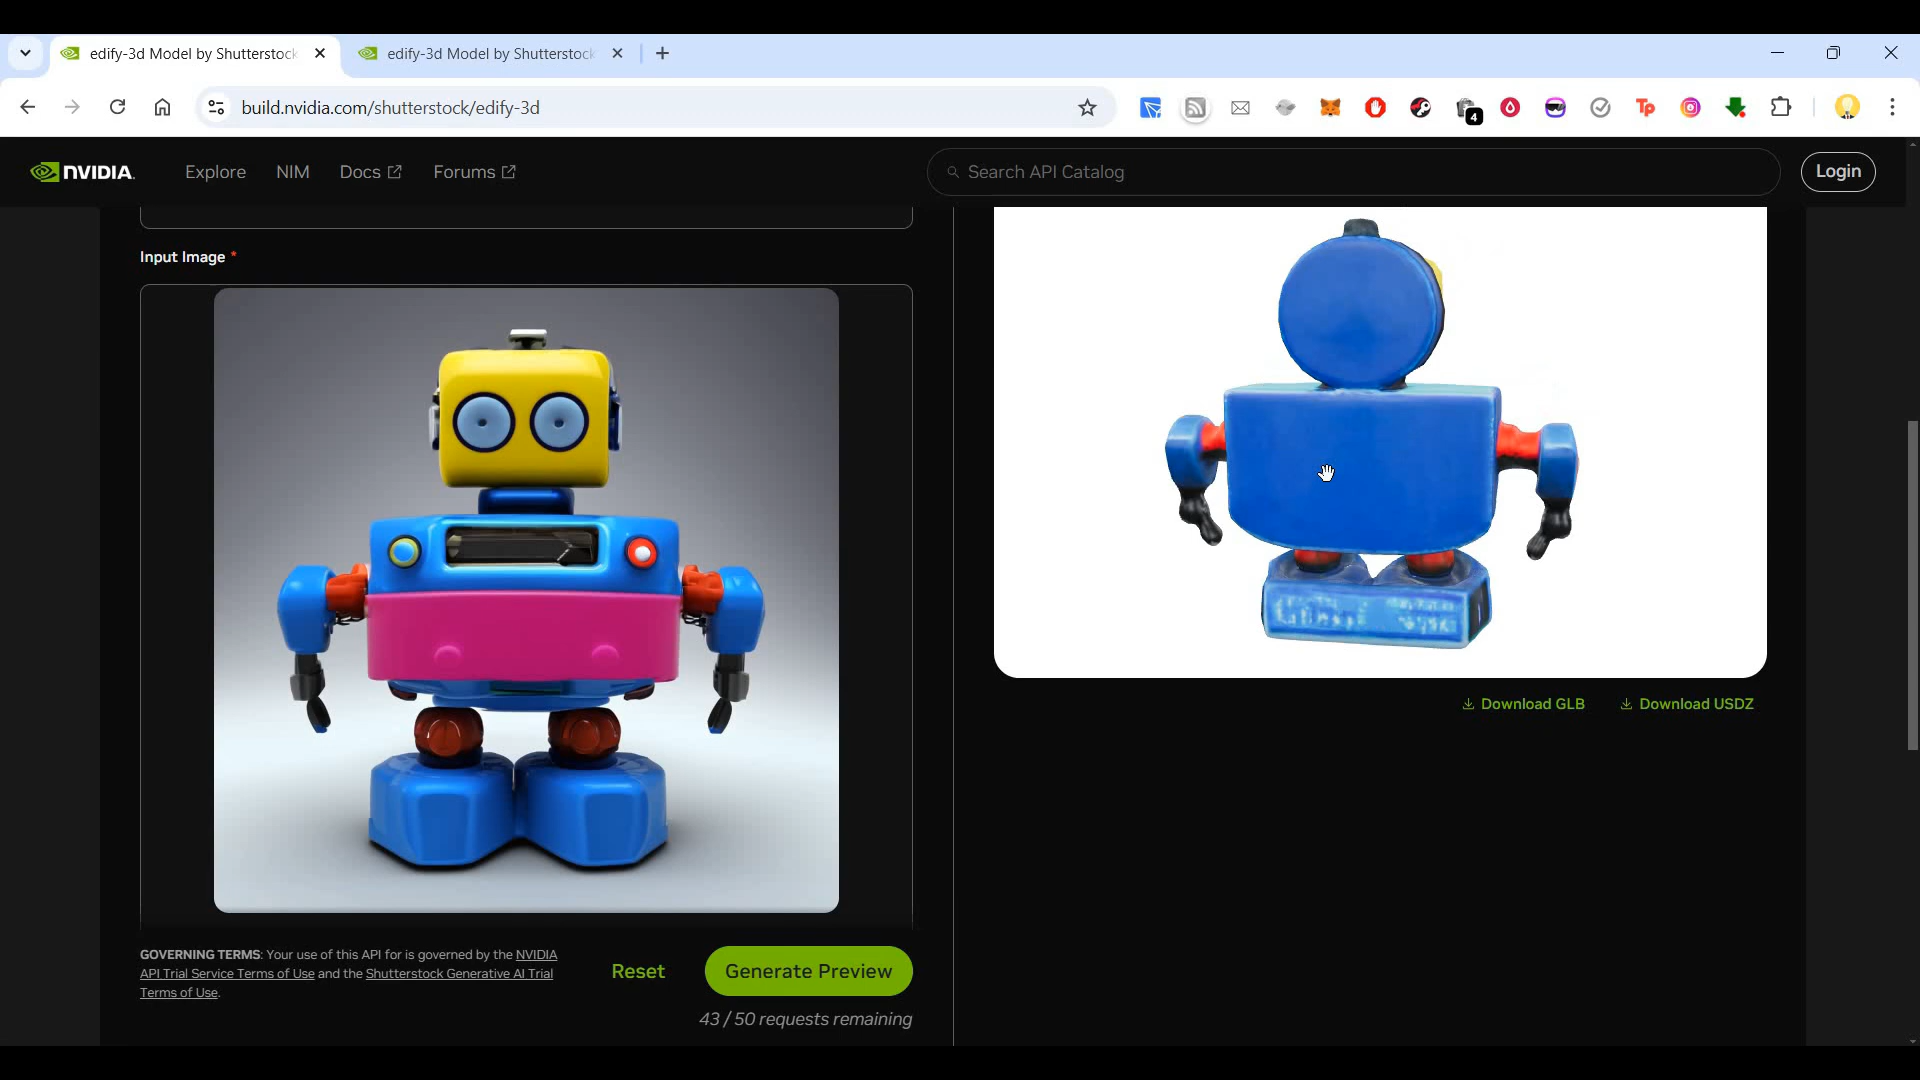 edify-3d Model by Shutterstock
edify-3d Model by Shutterstock
build.nvidia.com/shutterstock/edify-3d
4
TP
NVIDIA.
Explore
NIM
Docs
Forums
Search API Catalog
Login
Input Image *
Download GLB
Download USDZ
GOVERNING TERMS: Your use of this API for is governed by the NVIDIA
API Trial Service Terms of Use and the Shutterstock Generative AI Trial
Terms of Use.
Reset
Generate Preview
43 / 50 requests remaining